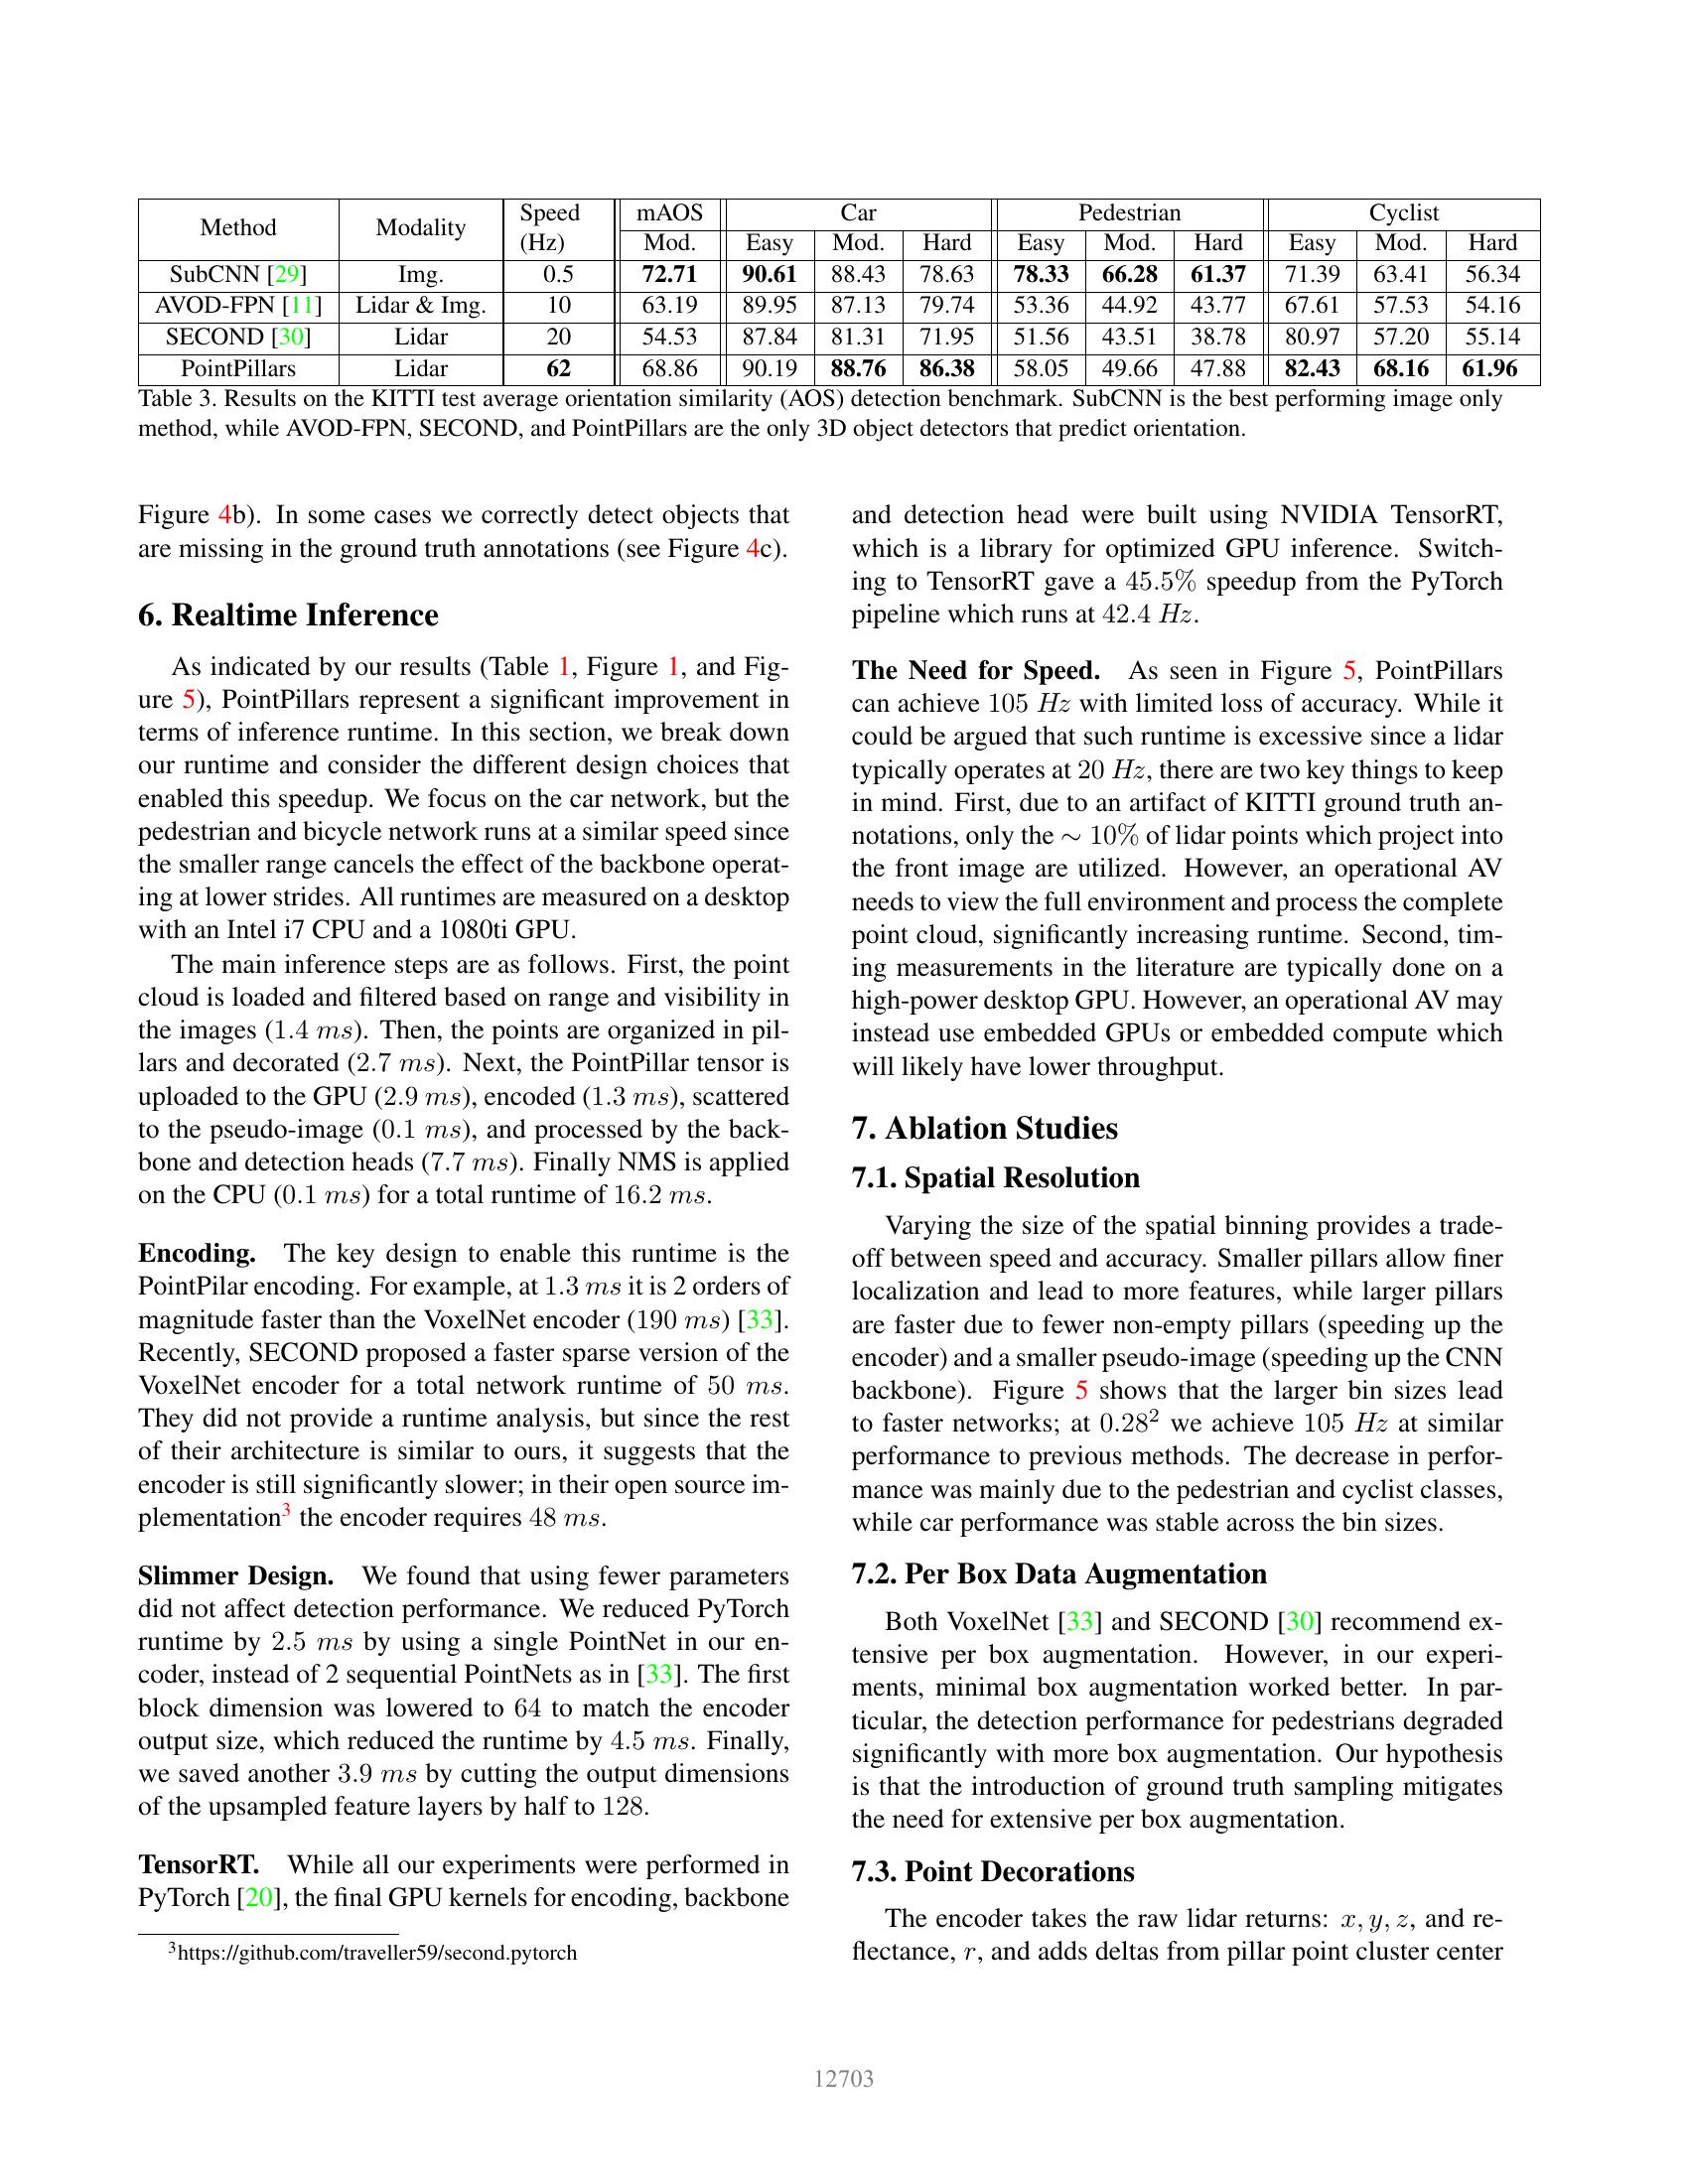 Method Modality Speed (Hz) mAOS Car Pedestrian Cyclist
Mod. Easy Mod. Hard Easy Mod. Hard Easy Mod. Hard
SubCNN [29] Img. 0.5 72.71 90.61 88.43 78.63 78.33 66.28 61.37 71.39 63.41 56.34
AVOD-FPN [11] Lidar & Img. 10 63.19 89.95 87.13 79.74 53.36 44.92 43.77 67.61 57.53 54.16
SECOND [30] Lidar 20 54.53 87.84 81.31 71.95 51.56 43.51 38.78 80.97 57.20 55.14
PointPillars Lidar 62 68.86 90.19 88.76 86.38 58.05 49.66 47.88 82.43 68.16 61.96
Table 3. Results on the KITTI test average orientation similarity (AOS) detection benchmark. SubCNN is the best performing image only
method, while AVOD-FPN, SECOND, and PointPillars are the only 3D object detectors that predict orientation.
Figure 4b). In some cases we correctly detect objects that
are missing in the ground truth annotations (see Figure 4c).
6. Realtime Inference
As indicated by our results (Table 1, Figure 1, and Fig-
ure 5), PointPillars represent a significant improvement in
terms of inference runtime. In this section, we break down
our runtime and consider the different design choices that
enabled this speedup. We focus on the car network, but the
pedestrian and bicycle network runs at a similar speed since
the smaller range cancels the effect of the backbone operat-
ing at lower strides. All runtimes are measured on a desktop
with an Intel i7 CPU and a 1080ti GPU.
The main inference steps are as follows. First, the point
cloud is loaded and filtered based on range and visibility in
the images (1.4 ms). Then, the points are organized in pil-
lars and decorated (2.7 ms). Next, the PointPillar tensor is
uploaded to the GPU (2.9 ms), encoded (1.3 ms), scattered
to the pseudo-image (0.1 ms), and processed by the back-
bone and detection heads (7.7 ms). Finally NMS is applied
on the CPU (0.1 ms) for a total runtime of 16.2 ms.
Encoding. The key design to enable this runtime is the
PointPilar encoding. For example, at 1.3 ms it is 2 orders of
magnitude faster than the VoxelNet encoder (190 ms) [33].
Recently, SECOND proposed a faster sparse version of the
VoxelNet encoder for a total network runtime of 50 ms.
They did not provide a runtime analysis, but since the rest
of their architecture is similar to ours, it suggests that the
encoder is still significantly slower; in their open source im-
plementation3 the encoder requires 48 ms.
Slimmer Design. We found that using fewer parameters
did not affect detection performance. We reduced PyTorch
runtime by 2.5 ms by using a single PointNet in our en-
coder, instead of 2 sequential PointNets as in [33]. The first
block dimension was lowered to 64 to match the encoder
output size, which reduced the runtime by 4.5 ms. Finally,
we saved another 3.9 ms by cutting the output dimensions
of the upsampled feature layers by half to 128.
TensorRT. While all our experiments were performed in
PyTorch [20], the final GPU kernels for encoding, backbone
3https://github.com/traveller59/second.pytorch
and detection head were built using NVIDIA TensorRT,
which is a library for optimized GPU inference. Switch-
ing to TensorRT gave a 45.5% speedup from the PyTorch
pipeline which runs at 42.4 Hz.
The Need for Speed. As seen in Figure 5, PointPillars
can achieve 105 Hz with limited loss of accuracy. While it
could be argued that such runtime is excessive since a lidar
typically operates at 20 Hz, there are two key things to keep
in mind. First, due to an artifact of KITTI ground truth an-
notations, only the ∼ 10% of lidar points which project into
the front image are utilized. However, an operational AV
needs to view the full environment and process the complete
point cloud, significantly increasing runtime. Second, tim-
ing measurements in the literature are typically done on a
high-power desktop GPU. However, an operational AV may
instead use embedded GPUs or embedded compute which
will likely have lower throughput.
7. Ablation Studies
7.1. Spatial Resolution
Varying the size of the spatial binning provides a trade-
off between speed and accuracy. Smaller pillars allow finer
localization and lead to more features, while larger pillars
are faster due to fewer non-empty pillars (speeding up the
encoder) and a smaller pseudo-image (speeding up the CNN
backbone). Figure 5 shows that the larger bin sizes lead
to faster networks; at 0.28² we achieve 105 Hz at similar
performance to previous methods. The decrease in perfor-
mance was mainly due to the pedestrian and cyclist classes,
while car performance was stable across the bin sizes.
7.2. Per Box Data Augmentation
Both VoxelNet [33] and SECOND [30] recommend ex-
tensive per box augmentation. However, in our experi-
ments, minimal box augmentation worked better. In par-
ticular, the detection performance for pedestrians degraded
significantly with more box augmentation. Our hypothesis
is that the introduction of ground truth sampling mitigates
the need for extensive per box augmentation.
7.3. Point Decorations
The encoder takes the raw lidar returns: x, y, z, and re-
flectance, r, and adds deltas from pillar point cluster center
12703